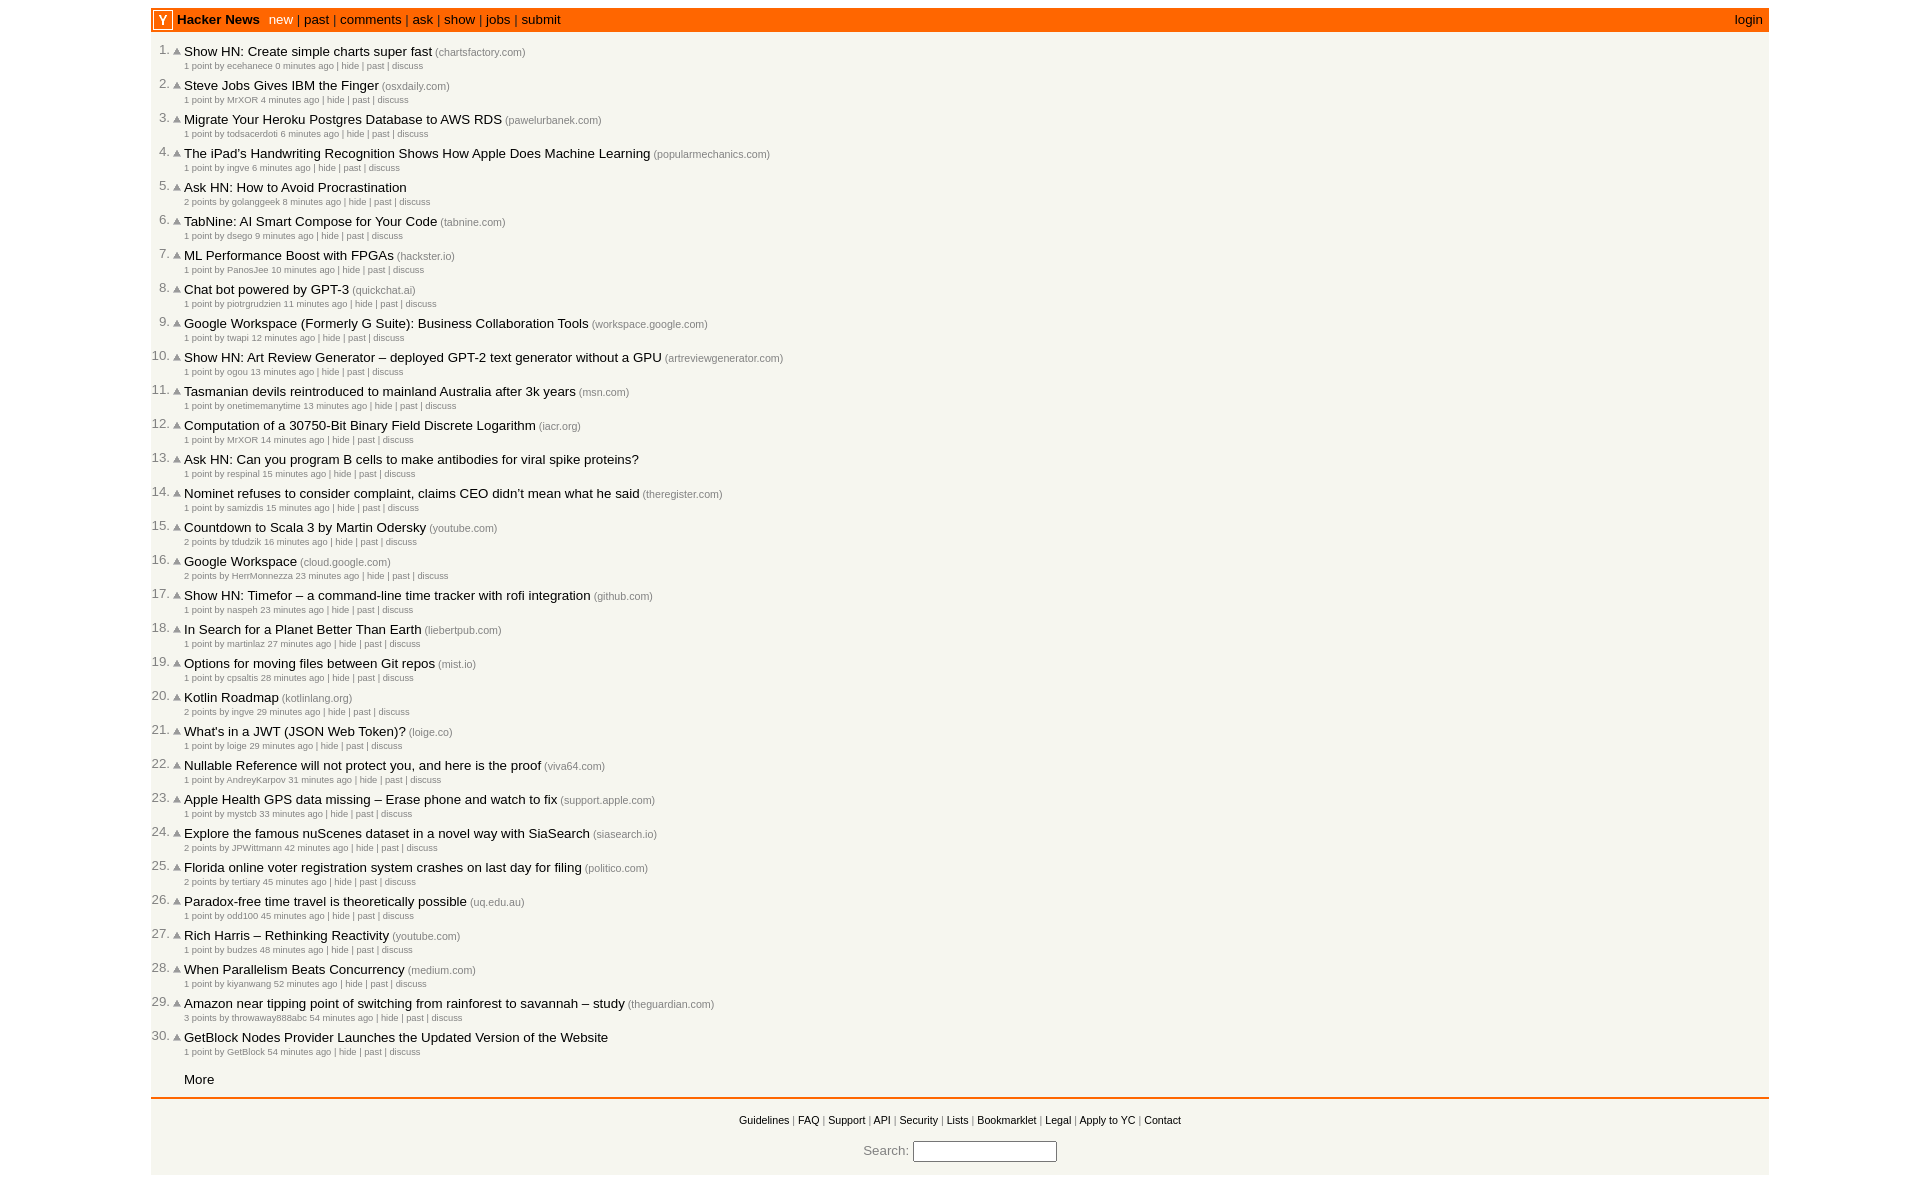 Y Hacker News new | past | comments | ask | show | jobs | submit login
1. Show HN: Create simple charts super fast (chartsfactory.com)
1 point by ecehanece 0 minutes ago | hide | past | discuss
2. Steve Jobs Gives IBM the Finger (osxdaily.com)
1 point by MrXOR 4 minutes ago | hide | past | discuss
3. Migrate Your Heroku Postgres Database to AWS RDS (pawelurbanek.com)
1 point by todsacerdoti 6 minutes ago | hide | past | discuss
4. The iPad's Handwriting Recognition Shows How Apple Does Machine Learning (popularmechanics.com)
1 point by ingve 6 minutes ago | hide | past | discuss
5. Ask HN: How to Avoid Procrastination
2 points by golanggeek 8 minutes ago | hide | past | discuss
6. TabNine: AI Smart Compose for Your Code (tabnine.com)
1 point by dsego 9 minutes ago | hide | past | discuss
7. ML Performance Boost with FPGAs (hackster.io)
1 point by PanosJee 10 minutes ago | hide | past | discuss
8. Chat bot powered by GPT-3 (quickchat.ai)
1 point by piotrgrudzien 11 minutes ago | hide | past | discuss
9. Google Workspace (Formerly G Suite): Business Collaboration Tools (workspace.google.com)
1 point by twapi 12 minutes ago | hide | past | discuss
10. Show HN: Art Review Generator – deployed GPT-2 text generator without a GPU (artreviewgenerator.com)
1 point by ogou 13 minutes ago | hide | past | discuss
11. Tasmanian devils reintroduced to mainland Australia after 3k years (msn.com)
1 point by onetimemanytime 13 minutes ago | hide | past | discuss
12. Computation of a 30750-Bit Binary Field Discrete Logarithm (iacr.org)
1 point by MrXOR 14 minutes ago | hide | past | discuss
13. Ask HN: Can you program B cells to make antibodies for viral spike proteins?
1 point by respinal 15 minutes ago | hide | past | discuss
14. Nominet refuses to consider complaint, claims CEO didn't mean what he said (theregister.com)
1 point by samizdis 15 minutes ago | hide | past | discuss
15. Countdown to Scala 3 by Martin Odersky (youtube.com)
2 points by tdudzik 16 minutes ago | hide | past | discuss
16. Google Workspace (cloud.google.com)
2 points by HerrMonnezza 23 minutes ago | hide | past | discuss
17. Show HN: Timefor – a command-line time tracker with rofi integration (github.com)
1 point by naspeh 23 minutes ago | hide | past | discuss
18. In Search for a Planet Better Than Earth (liebertpub.com)
1 point by martinlaz 27 minutes ago | hide | past | discuss
19. Options for moving files between Git repos (mist.io)
1 point by cpsaltis 28 minutes ago | hide | past | discuss
20. Kotlin Roadmap (kotlinlang.org)
2 points by ingve 29 minutes ago | hide | past | discuss
21. What's in a JWT (JSON Web Token)? (loige.co)
1 point by loige 29 minutes ago | hide | past | discuss
22. Nullable Reference will not protect you, and here is the proof (viva64.com)
1 point by AndreyKarpov 31 minutes ago | hide | past | discuss
23. Apple Health GPS data missing – Erase phone and watch to fix (support.apple.com)
1 point by mystcb 33 minutes ago | hide | past | discuss
24. Explore the famous nuScenes dataset in a novel way with SiaSearch (siasearch.io)
2 points by JPWittmann 42 minutes ago | hide | past | discuss
25. Florida online voter registration system crashes on last day for filing (politico.com)
2 points by tertiary 45 minutes ago | hide | past | discuss
26. Paradox-free time travel is theoretically possible (uq.edu.au)
1 point by odd100 45 minutes ago | hide | past | discuss
27. Rich Harris – Rethinking Reactivity (youtube.com)
1 point by budzes 48 minutes ago | hide | past | discuss
28. When Parallelism Beats Concurrency (medium.com)
1 point by kiyanwang 52 minutes ago | hide | past | discuss
29. Amazon near tipping point of switching from rainforest to savannah – study (theguardian.com)
3 points by throwaway888abc 54 minutes ago | hide | past | discuss
30. GetBlock Nodes Provider Launches the Updated Version of the Website
1 point by GetBlock 54 minutes ago | hide | past | discuss
More
Guidelines | FAQ | Support | API | Security | Lists | Bookmarklet | Legal | Apply to YC | Contact
Search: